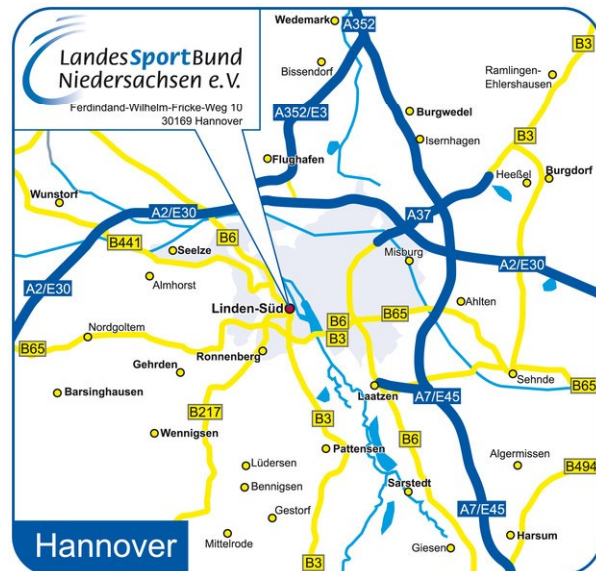 LandesSportBund
Niedersachsen e.V.
Ferdindand-Wilhelm-Fricke-Weg 10
30169 Hannover
Wedemark
A352
B3
Bissendorf
Ramlingen-
Ehlershausen
A352/E3
Burgwedel
Isernhagen
B3
Flughafen
Heeßel
Burgdorf
Wunstorf
A2/E30
A37
B441
B6
Seelze
Misburg
A2/E30
A2/E30
Almhorst
Linden-Süd
Ahlten
B6
B65
Nordgoltem
B3
B65
Ronnenberg
Gehrden
Sehnde
B65
Barsinghausen
Laatzen
A7/E45
B217
B3
Wennigsen
B6
Pattensen
Algermissen
Lüdersen
B494
Bennigsen
Sarstedt
Gestorf
A7/E45
Mittelrode
Harsum
Giesen
B3
Hannover